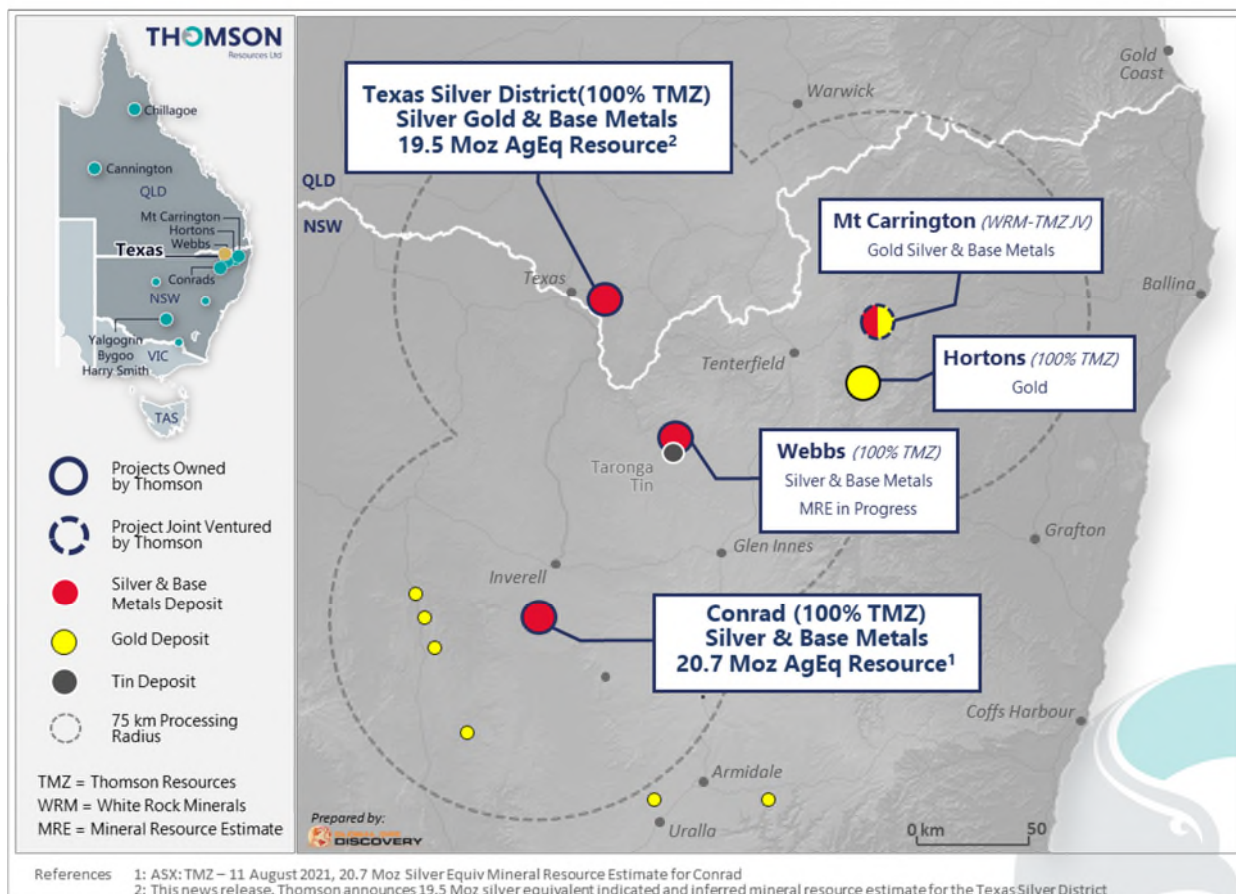 THOMSON
Resources Ltd
Chillagoe
Cannington
QLD
Mt Carrington
Hortons
Webbs
Texas
Conrads
NSW
Yalgogrin
Bygoo
Harry Smith
VIC
TAS
Projects Owned
by Thomson
Project Joint Ventured
by Thomson
Silver & Base
Metals Deposit
Gold Deposit
Tin Deposit
75 km Processing
Radius
TMZ = Thomson Resources
WRM = White Rock Minerals
MRE = Mineral Resource Estimate
Gold
Coast
Warwick
Texas Silver District(100% TMZ)
Silver Gold & Base Metals
19.5 Moz AgEq Resource²
QLD
NSW
Mt Carrington (WRM-TMZ JV)
Gold Silver & Base Metals
Texas
Ballina
Tenterfield
Hortons (100% TMZ)
Gold
Taronga
Tin
Webbs (100% TMZ)
Silver & Base Metals
MRE in Progress
Grafton
Glen Innes
Inverell
Conrad (100% TMZ)
Silver & Base Metals
20.7 Moz AgEq Resource¹
Coffs Harbour
Armidale
Uralla
Prepared by:
DISCOVERY
0 km 50
References 1: ASX: TMZ – 11 August 2021, 20.7 Moz Silver Equiv Mineral Resource Estimate for Conrad
2: This news release, Thomson announces 19.5 Moz silver equivalent indicated and inferred mineral resource estimate for the Texas Silver District